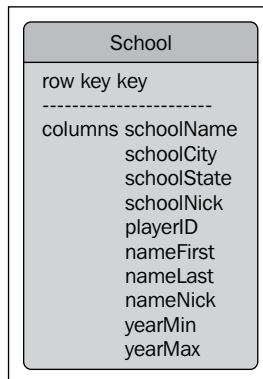 School
row key key
-----------------------
columns schoolName
schoolCity
schoolState
schoolNick
playerID
nameFirst
nameLast
nameNick
yearMin
yearMax